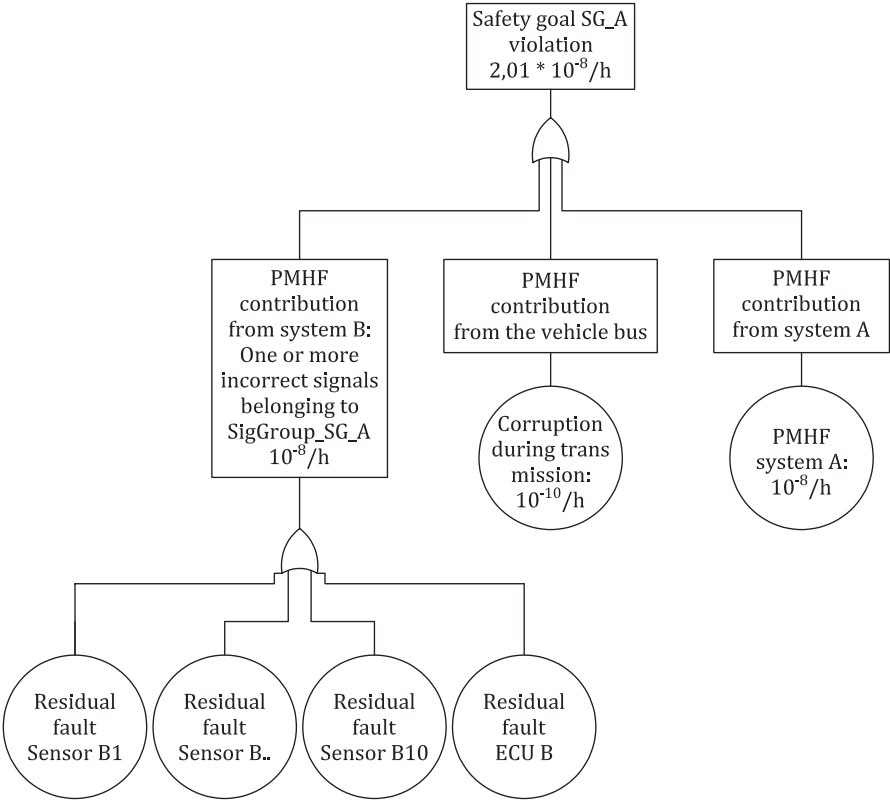 Safety goal SG_A
violation
2,01 * 10⁻⁸/h
PMHF
contribution
from system B:
One or more
incorrect signals
belonging to
SigGroup_SG_A
10⁻⁸/h
PMHF
contribution
from the vehicle bus
PMHF
contribution
from system A
Corruption
during trans
mission:
10⁻¹⁰/h
PMHF
system A:
10⁻⁸/h
Residual
fault
Sensor B1
Residual
fault
Sensor B..
Residual
fault
Sensor B10
Residual
fault
ECU B